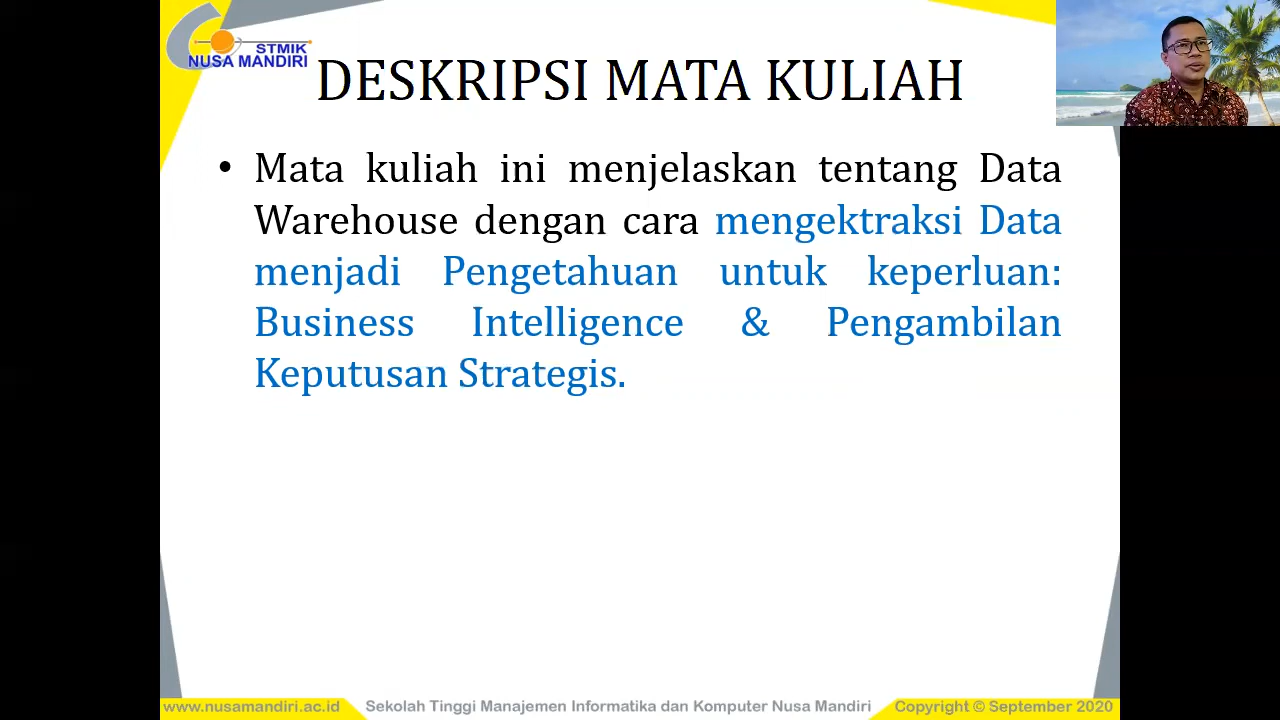 STMIK
NUSA MANDIRI
DESKRIPSI MATA KULIAH
• Mata kuliah ini menjelaskan tentang Data
Warehouse dengan cara mengektraksi Data
menjadi Pengetahuan untuk keperluan:
Business Intelligence & Pengambilan
Keputusan Strategis.
www.nusamandiri.ac.id Sekolah Tinggi Manajemen Informatika dan Komputer Nusa Mandiri Copyright © September 2020